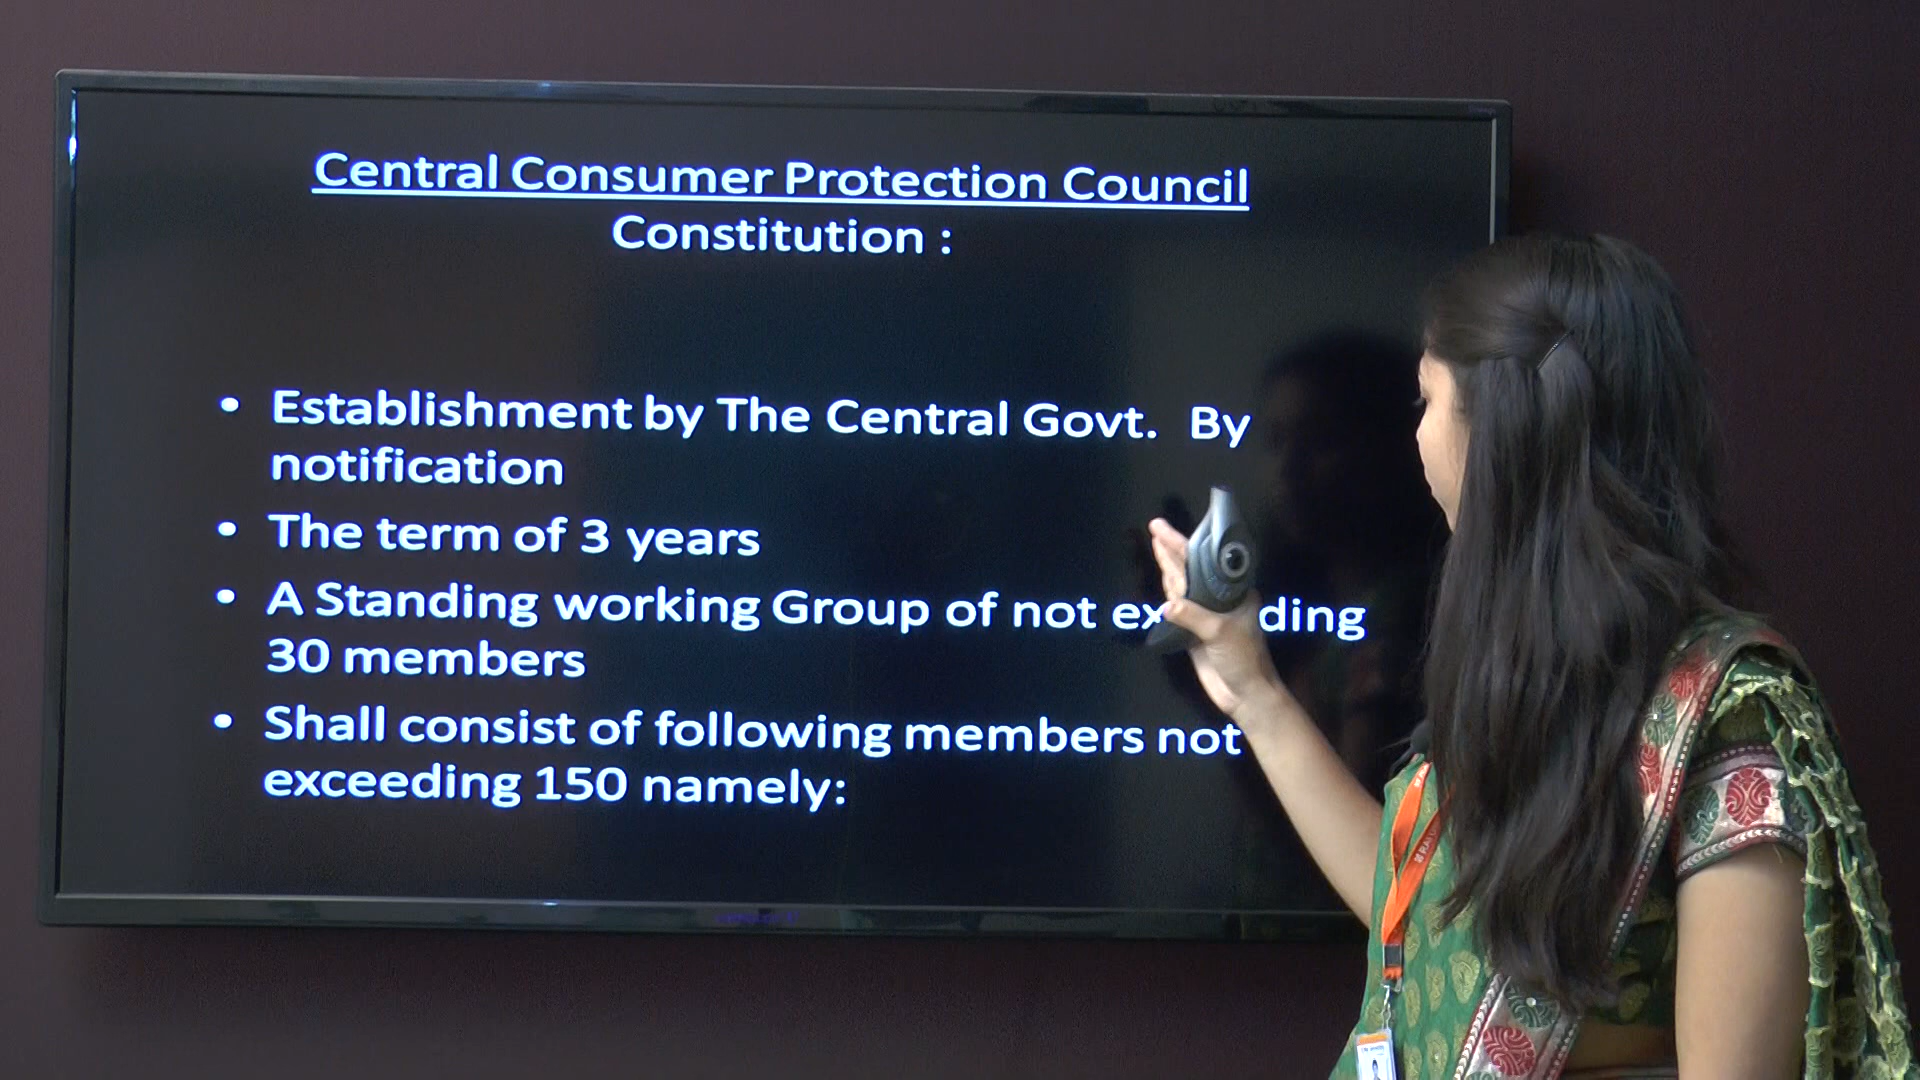 Central Consumer Protection Council
Constitution :
• Establishment by The Central Govt. By
notification
• The term of 3 years
• A Standing working Group of not ex ding
30 members
• Shall consist of following members not
exceeding 150 namely: